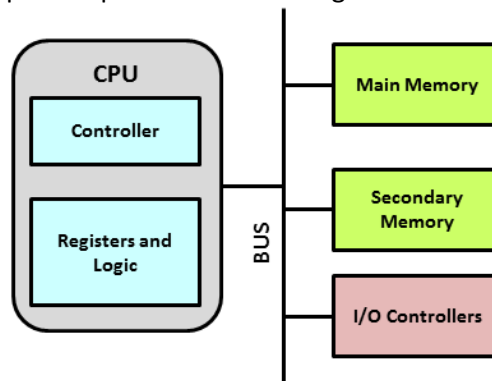 CPU
Controller
Registers and
Logic
BUS
Main Memory
Secondary
Memory
I/O Controllers